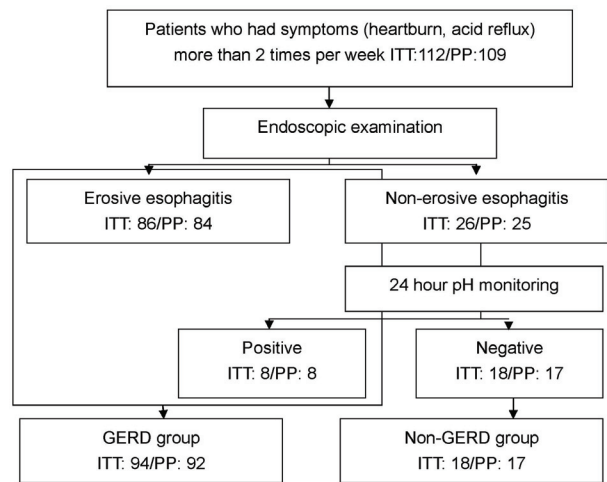 Patients who had symptoms (heartburn, acid reflux)
more than 2 times per week ITT:112/PP:109
Endoscopic examination
Erosive esophagitis
ITT: 86/PP: 84
Non-erosive esophagitis
ITT: 26/PP: 25
24 hour pH monitoring
Positive
ITT: 8/PP: 8
Negative
ITT: 18/PP: 17
GERD group
ITT: 94/PP: 92
Non-GERD group
ITT: 18/PP: 17